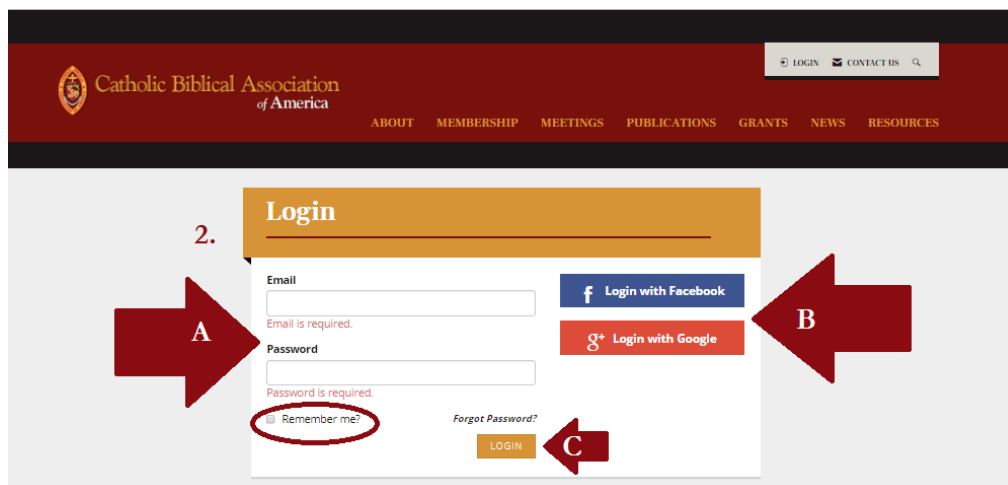 LOGIN CONTACT US
Catholic Biblical Association
of America
ABOUT MEMBERSHIP MEETINGS PUBLICATIONS GRANTS NEWS RESOURCES
2.
Login
A
Email
Email is required.
Password
Password is required.
Remember me?
Forgot Password?
LOGIN
C
f Login with Facebook
g+ Login with Google
B